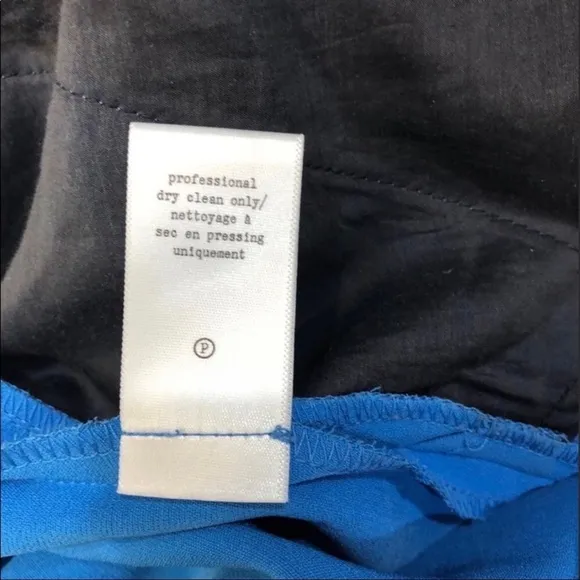 professional
dry clean only/
nettoyage à
sec en pressing
uniquement
P